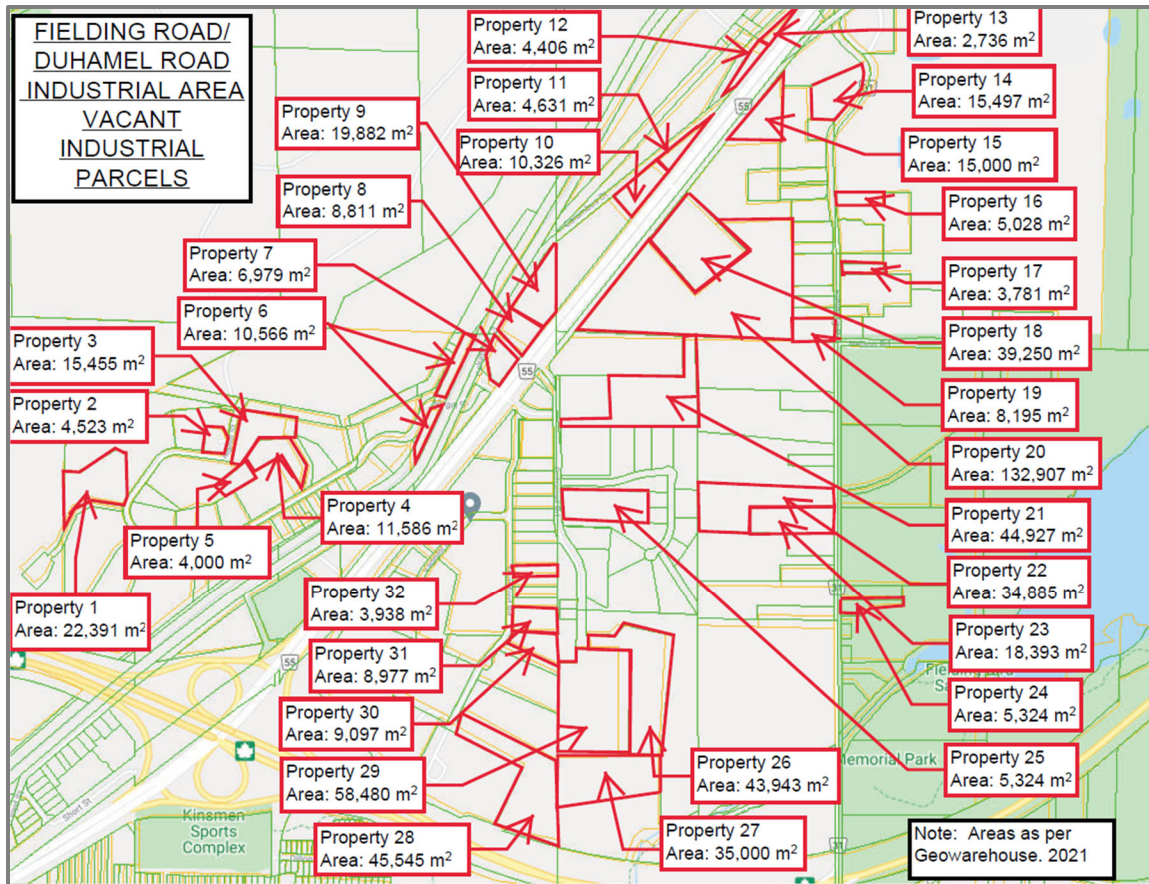 FIELDING ROAD/
DUHAMEL ROAD
INDUSTRIAL AREA
VACANT
INDUSTRIAL
PARCELS
Property 12
Area: 4,406 m²
Property 13
Area: 2,736 m²
Property 11
Area: 4,631 m²
Property 14
Area: 15,497 m²
Property 9
Area: 19,882 m²
Property 10
Area: 10,326 m²
Property 15
Area: 15,000 m²
Property 8
Area: 8,811 m²
Property 16
Area: 5,028 m²
Property 7
Area: 6,979 m²
Property 17
Area: 3,781 m²
Property 6
Area: 10,566 m²
Property 18
Area: 39,250 m²
Property 3
Area: 15,455 m²
Property 19
Area: 8,195 m²
Property 2
Area: 4,523 m²
Property 20
Area: 132,907 m²
Property 4
Area: 11,586 m²
Property 21
Area: 44,927 m²
Property 5
Area: 4,000 m²
Property 22
Area: 34,885 m²
Property 1
Area: 22,391 m²
Property 32
Area: 3,938 m²
Property 23
Area: 18,393 m²
Property 31
Area: 8,977 m²
Property 24
Area: 5,324 m²
Property 30
Area: 9,097 m²
Property 25
Area: 5,324 m²
Property 29
Area: 58,480 m²
Property 26
Area: 43,943 m²
Property 28
Area: 45,545 m²
Property 27
Area: 35,000 m²
Note: Areas as per
Geowarehouse. 2021
55
55
55
31
31
31
Memorial Park
Short St
Kinsmen
Sports
Complex